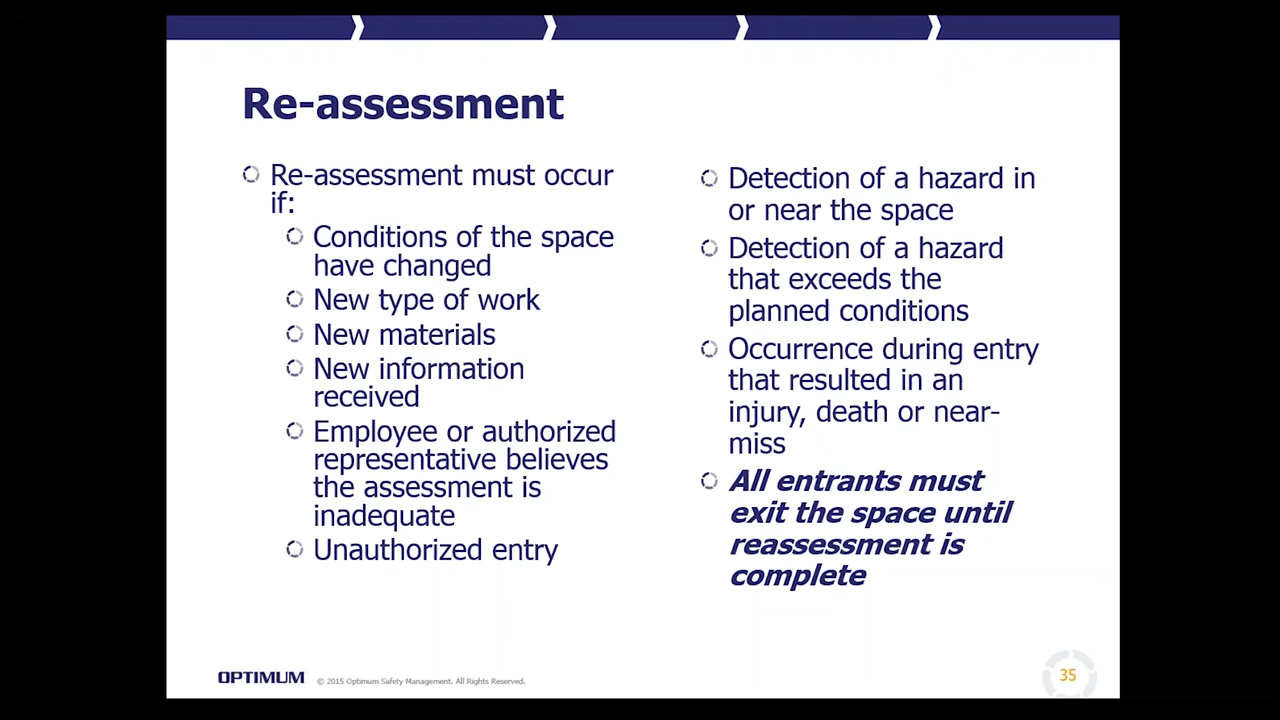 Re-assessment
Re-assessment must occur
if:
Conditions of the space
have changed
New type of work
New materials
New information
received
Employee or authorized
representative believes
the assessment is
inadequate
Unauthorized entry
Detection of a hazard in
or near the space
Detection of a hazard
that exceeds the
planned conditions
Occurrence during entry
that resulted in an
injury, death or near-
miss
All entrants must
exit the space until
reassessment is
complete
OPTIMUM © 2015 Optimum Safety Management. All Rights Reserved.
35